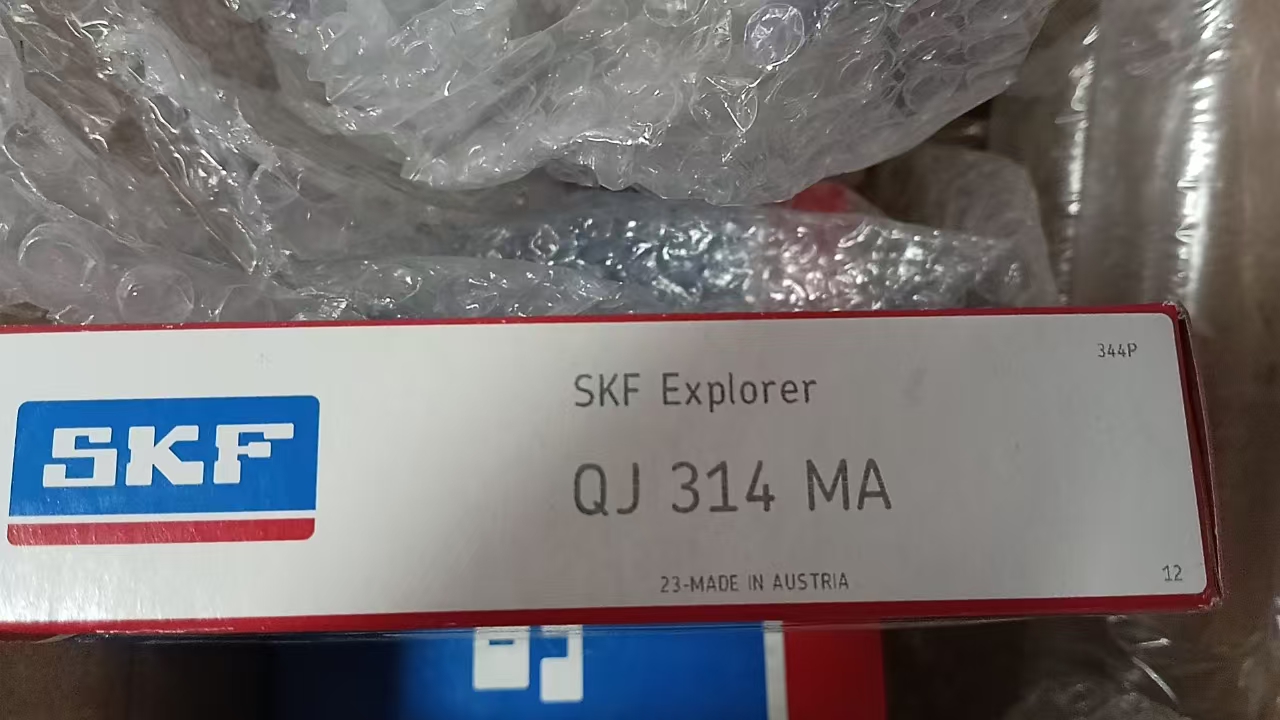 344P
SKF Explorer
SKF
QJ 314 MA
23-MADE IN AUSTRIA
12